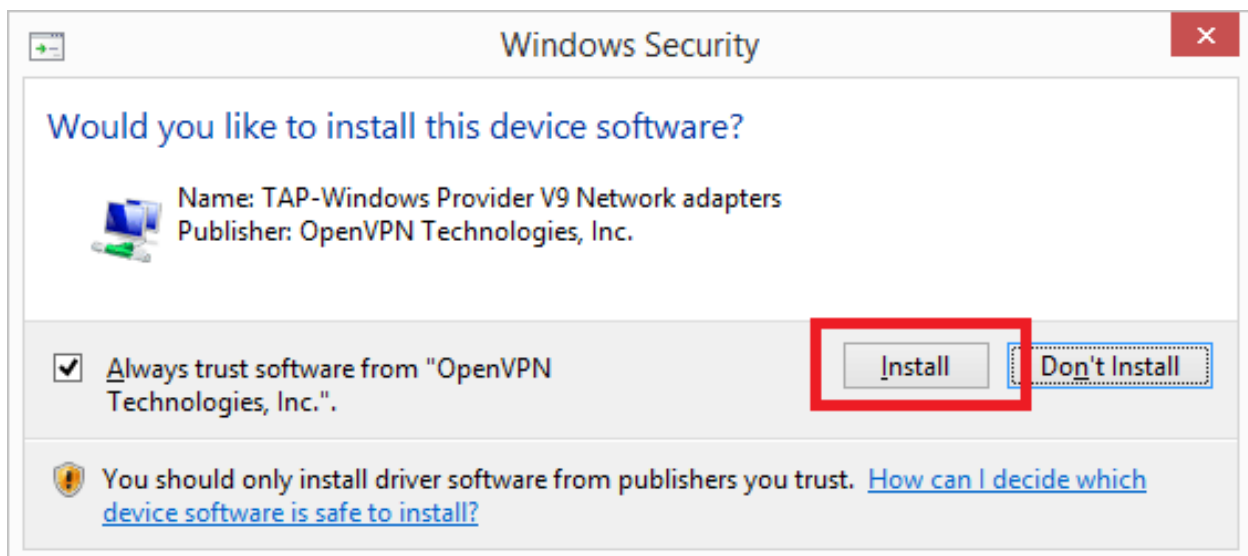 Windows Security
Would you like to install this device software?
Name: TAP-Windows Provider V9 Network adapters
Publisher: OpenVPN Technologies, Inc.
Always trust software from "OpenVPN
Technologies, Inc.".
Install
Don't Install
You should only install driver software from publishers you trust. How can I decide which
device software is safe to install?